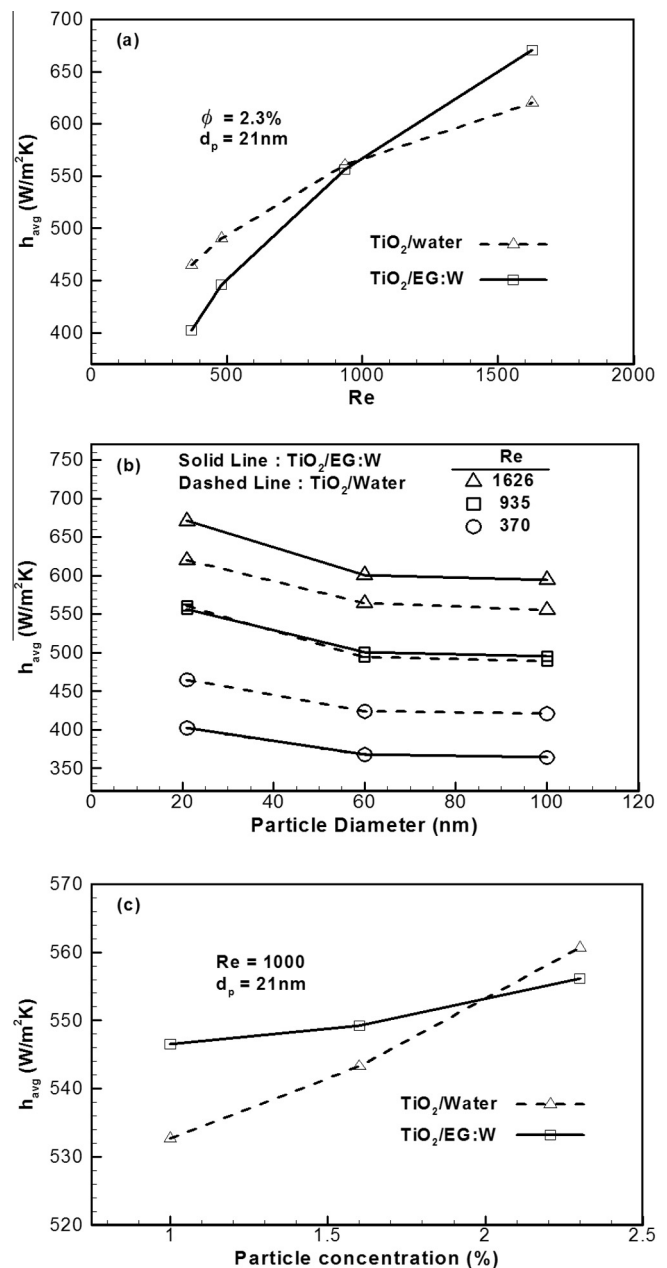 700
(a)
650
600
ϕ = 2.3%
dₚ = 21nm
550
500
TiO₂/water
450
TiO₂/EG:W
400
h_avg (W/m²K)
0 500 1000 1500 2000
Re
750
(b) Solid Line : TiO₂/EG:W Re
Dashed Line : TiO₂/Water 1626
700
935
370
650
600
550
500
450
400
350
h_avg (W/m²K)
0 20 40 60 80 100 120
Particle Diameter (nm)
570
(c)
560
Re = 1000
dₚ = 21nm
550
540
TiO₂/Water
530
TiO₂/EG:W
520
h_avg (W/m²K)
1 1.5 2 2.5
Particle concentration (%)